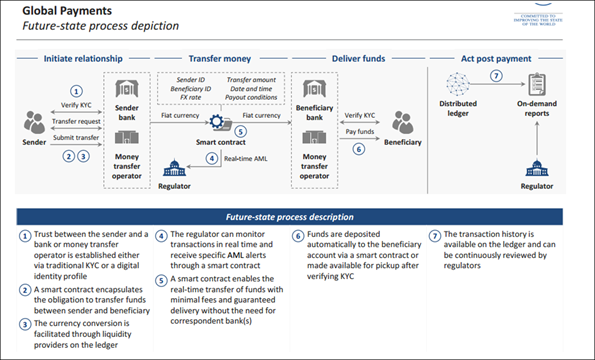 Global Payments
Future-state process depiction
COMMITTED TO
IMPROVING THE STATE
OF THE WORLD
Initiate relationship
Transfer money
Deliver funds
Act post payment
1
Verify KYC
Transfer request
Submit transfer
2 3
Sender
Sender
bank
Money
transfer
operator
Fiat currency
Sender ID
Beneficiary ID
FX rate
Transfer amount
Date and time
Payout conditions
Smart contract
5
Fiat currency
4
Real-time AML
Regulator
Beneficiary
bank
Money
transfer
operator
Verify KYC
Pay funds
6
Beneficiary
7
Distributed
ledger
On-demand
reports
Regulator
Future-state process description
1 Trust between the sender and a
bank or money transfer
operator is established either
via traditional KYC or a digital
identity profile
2 A smart contract encapsulates
the obligation to transfer funds
between sender and beneficiary
3 The currency conversion is
facilitated through liquidity
providers on the ledger
4 The regulator can monitor
transactions in real time and
receive specific AML alerts
through a smart contract
5 A smart contract enables the
real-time transfer of funds with
minimal fees and guaranteed
delivery without the need for
correspondent bank(s)
6 Funds are deposited
automatically to the beneficiary
account via a smart contract or
made available for pickup after
verifying KYC
7 The transaction history is
available on the ledger and can
be continuously reviewed by
regulators